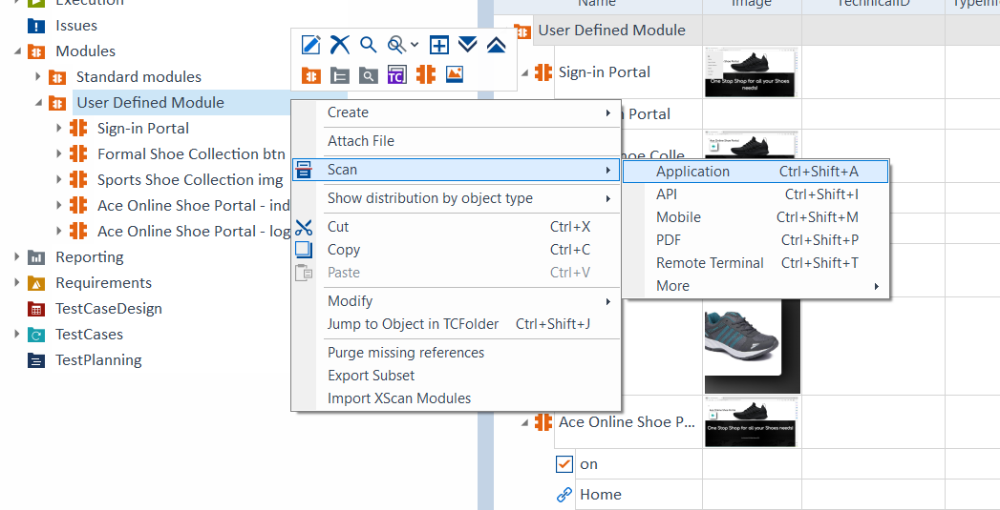 Execution
Issues
Modules
Standard modules
User Defined Module
Sign-in Portal
Formal Shoe Collection btn
Sports Shoe Collection img
Ace Online Shoe Portal - ind
Ace Online Shoe Portal - log
Reporting
Requirements
TestCaseDesign
TestCases
TestPlanning
TC
Create
Attach File
Scan
Show distribution by object type
Cut Ctrl+X
Copy Ctrl+C
Paste Ctrl+V
Modify
Jump to Object in TCFolder Ctrl+Shift+J
Purge missing references
Export Subset
Import XScan Modules
Application Ctrl+Shift+A
API Ctrl+Shift+I
Mobile Ctrl+Shift+M
PDF Ctrl+Shift+P
Remote Terminal Ctrl+Shift+T
More
Name Image TechnicalID TypeInf
User Defined Module
Sign-in Portal
One Stop Shop for all your Shoes
needs!
n Portal
hoe Colle
Ace Online Shoe P...
One Stop Shop for all your Shoes needs!
on
Home